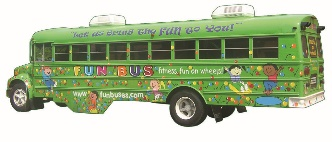 Let us bring the FUN to You!
FUN BUS fitness fun on wheels!
www.funbuses.com